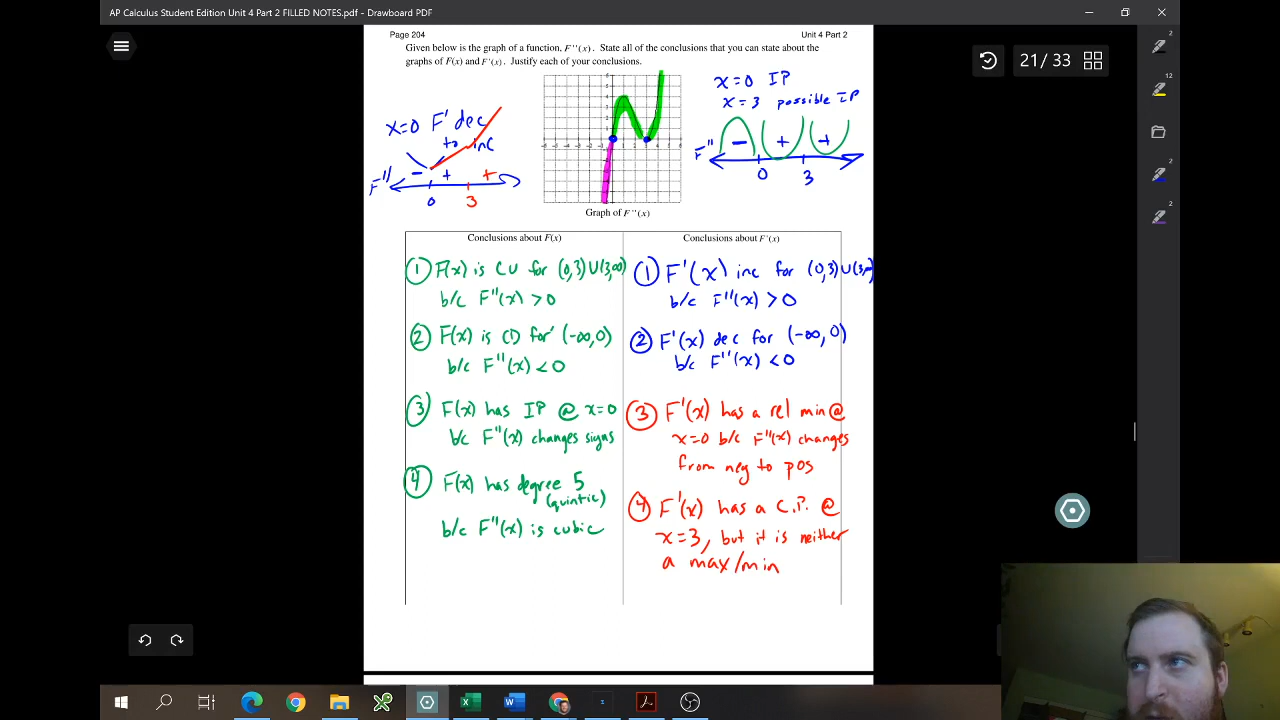 AP Calculus Student Edition Unit 4 Part 2 FILLED NOTES.pdf - Drawboard PDF
21 / 33
Page 204
Unit 4 Part 2
Given below is the graph of a function, F ''(x). State all of the conclusions that you can state about the
graphs of F(x) and F '(x). Justify each of your conclusions.
x=0 F' dec
to inc
F''
- + +
0 3
Graph of F ''(x)
x=0 IP
x=3 possible IP
F''
- + +
0 3
Conclusions about F(x)
① F(x) is CU for (0,3)U(3,∞)
b/c F''(x) > 0
② F(x) is CD for (-∞,0)
b/c F''(x) < 0
③ F(x) has IP @ x=0
b/c F''(x) changes signs
④ F(x) has degree 5
(quintic)
b/c F''(x) is cubic
Conclusions about F '(x)
① F'(x) inc for (0,3)U(3,∞)
b/c F''(x) > 0
② F'(x) dec for (-∞,0)
b/c F''(x) < 0
③ F'(x) has a rel min @
x=0 b/c F''(x) changes
from neg to pos
④ F'(x) has a C.P. @
x=3, but it is neither
a max/min